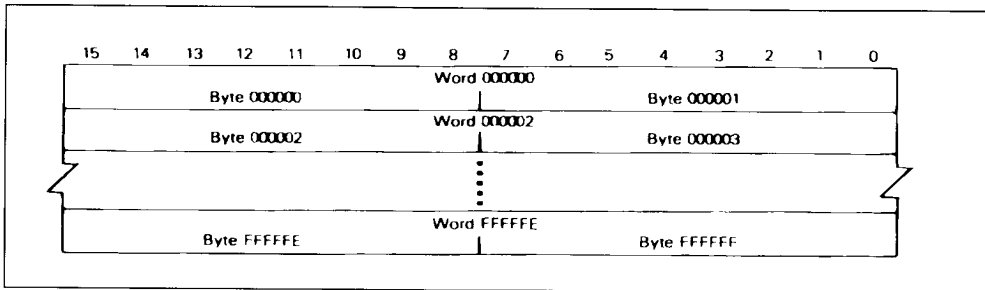 15 14 13 12 11 10 9 8 7 6 5 4 3 2 1 0
Word 000000
Byte 000000 Byte 000001
Word 000002
Byte 000002 Byte 000003
Word FFFFFE
Byte FFFFFE Byte FFFFFF